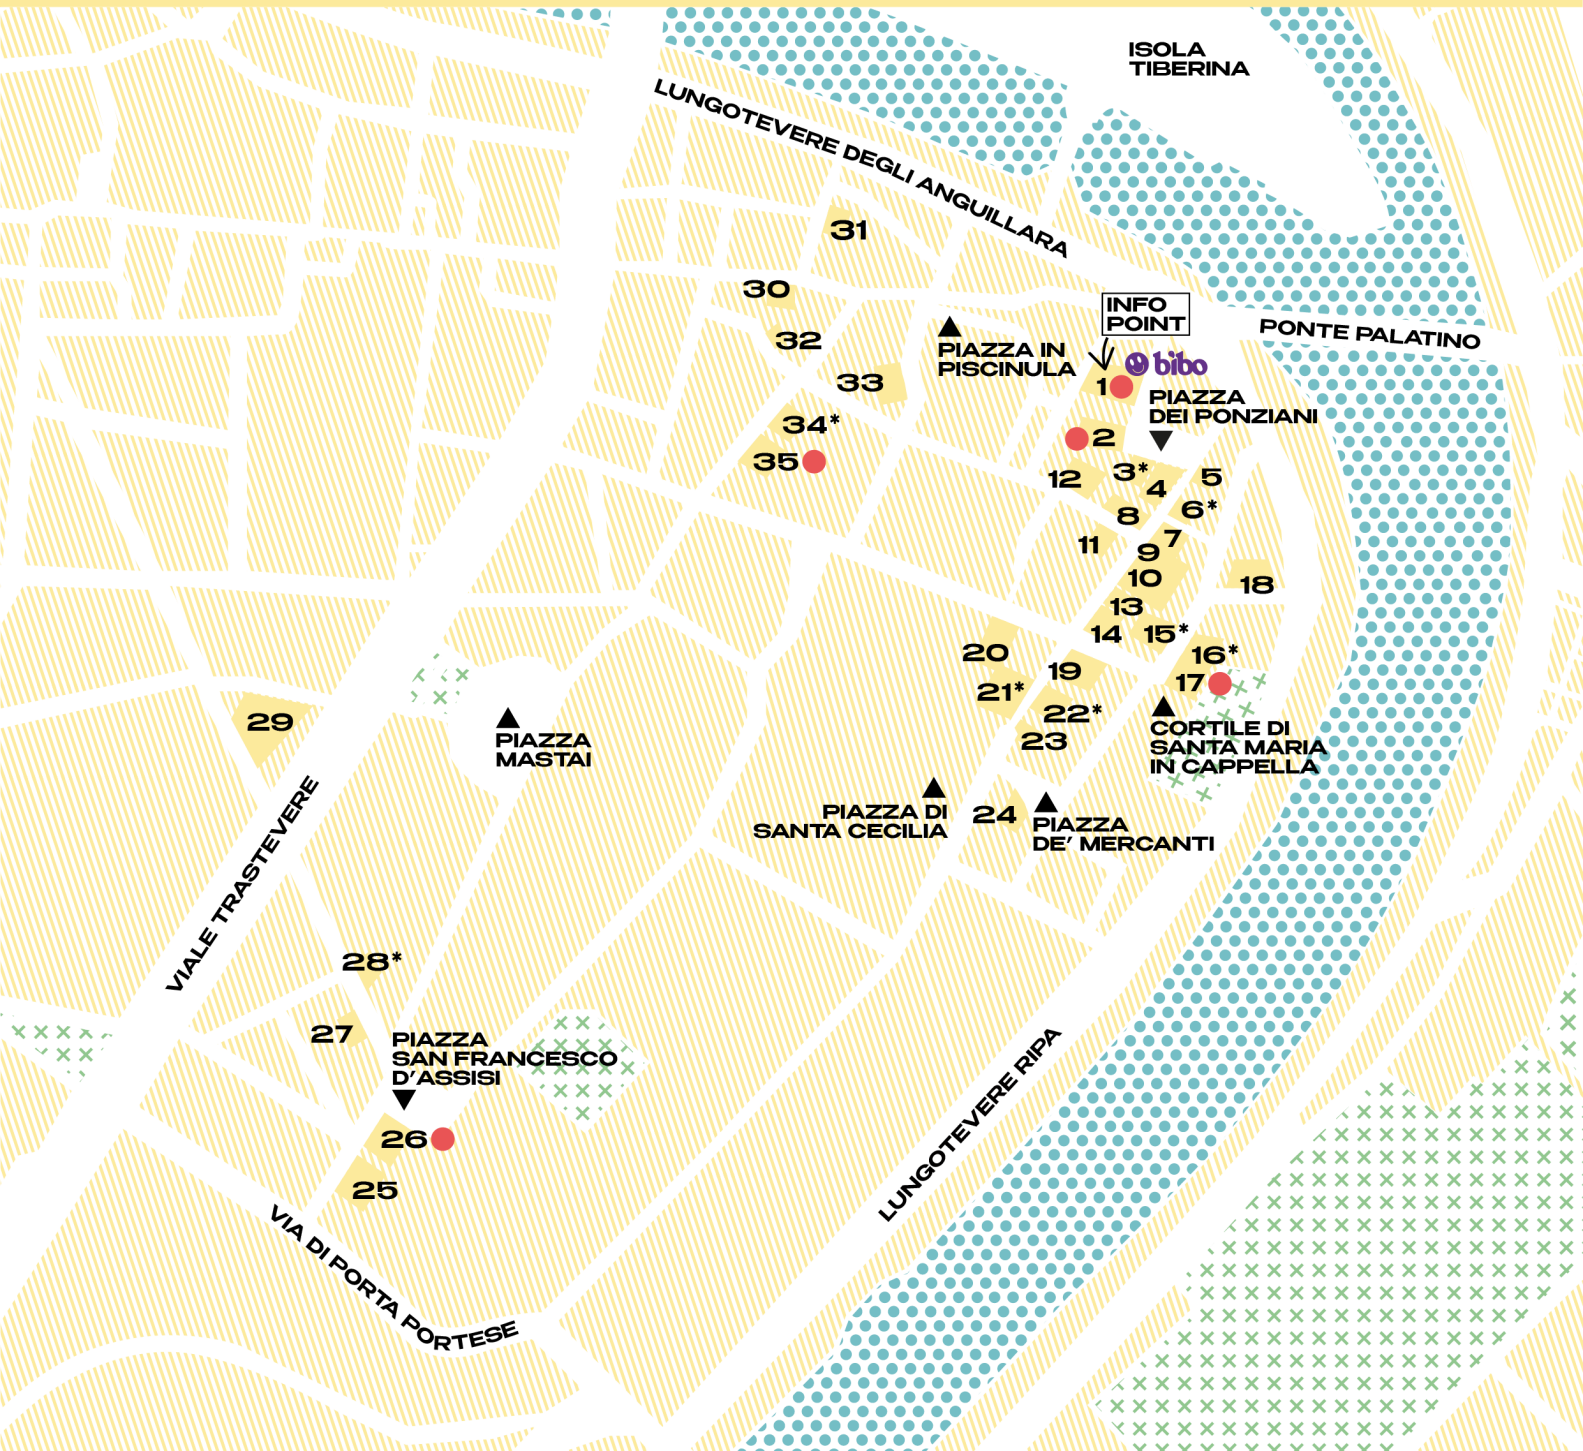 ISOLA
TIBERINA
LUNGOTEVERE DEGLI ANGUILLARA
31
30
INFO
POINT
PONTE PALATINO
32
PIAZZA IN
PISCINULA
bibo
33
1
PIAZZA
DEI PONZIANI
34*
2
35
12
3*
4
5
8
6*
11
9
7
10
18
13
14
15*
20
19
16*
21*
17
22*
23
29
PIAZZA
MASTAI
CORTILE DI
SANTA MARIA
IN CAPPELLA
PIAZZA DI
SANTA CECILIA
24
PIAZZA
DE' MERCANTI
VIALE TRASTEVERE
28*
27
PIAZZA
SAN FRANCESCO
D'ASSISI
26
25
LUNGOTEVERE RIPA
VIA DI PORTA PORTESE